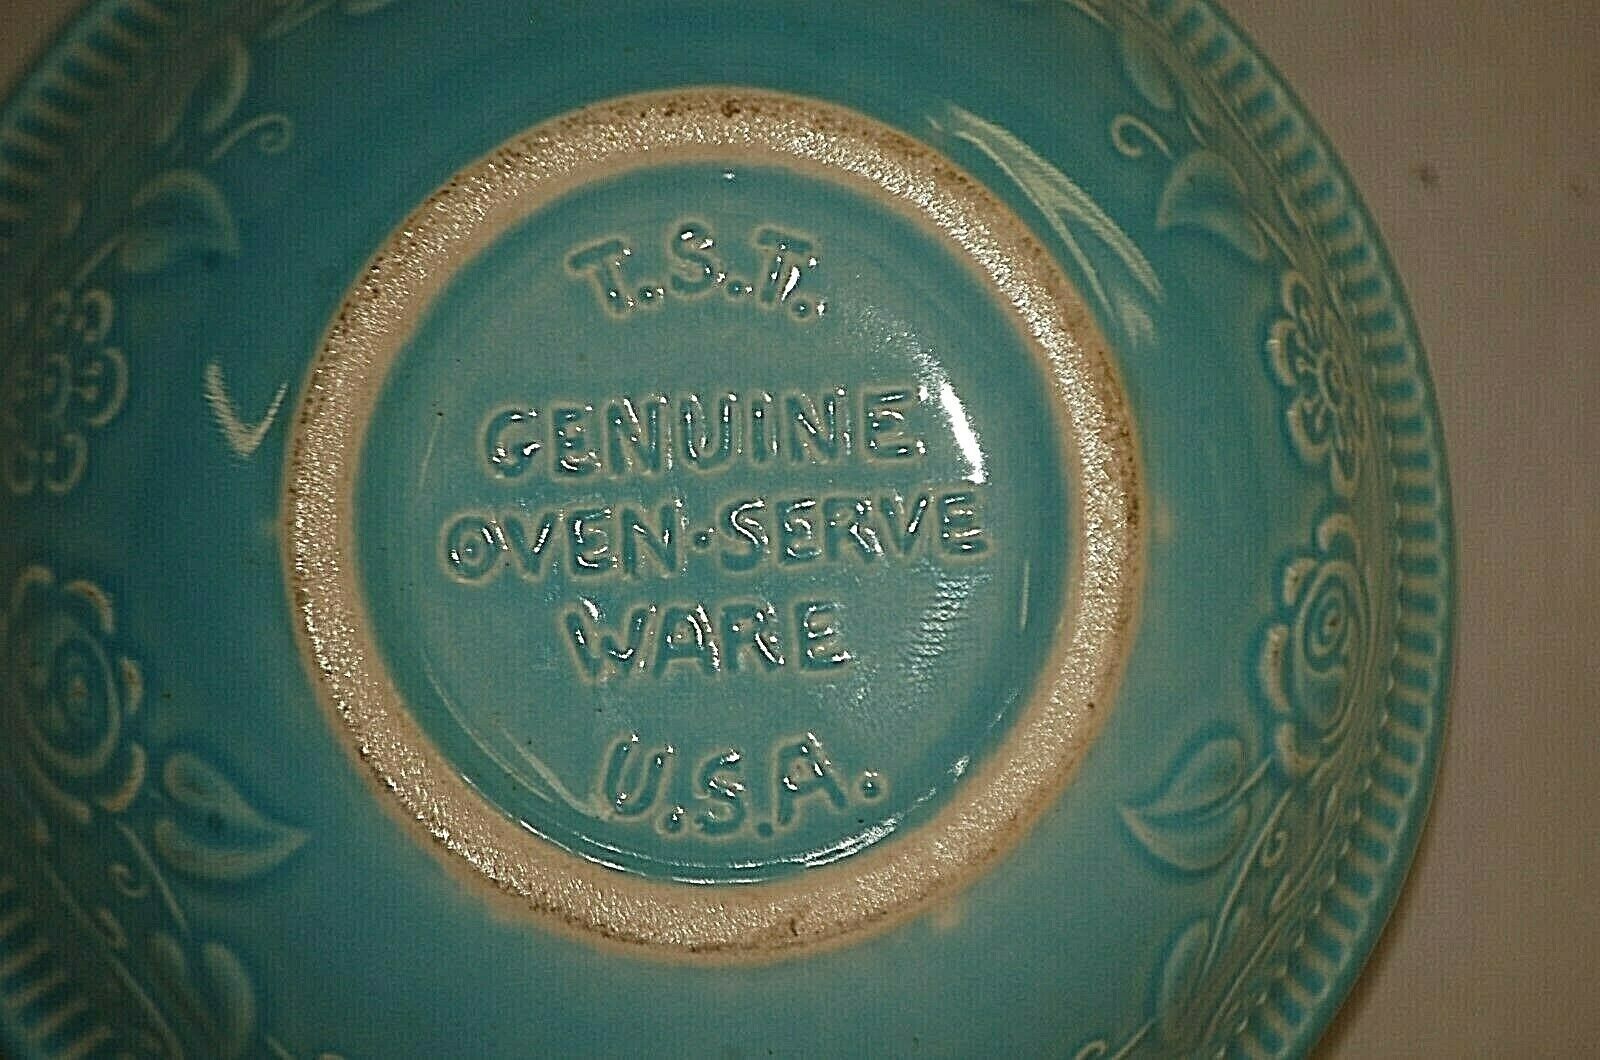 T.S.T.
GENUINE
OVEN-SERVE
WARE
U.S.A.